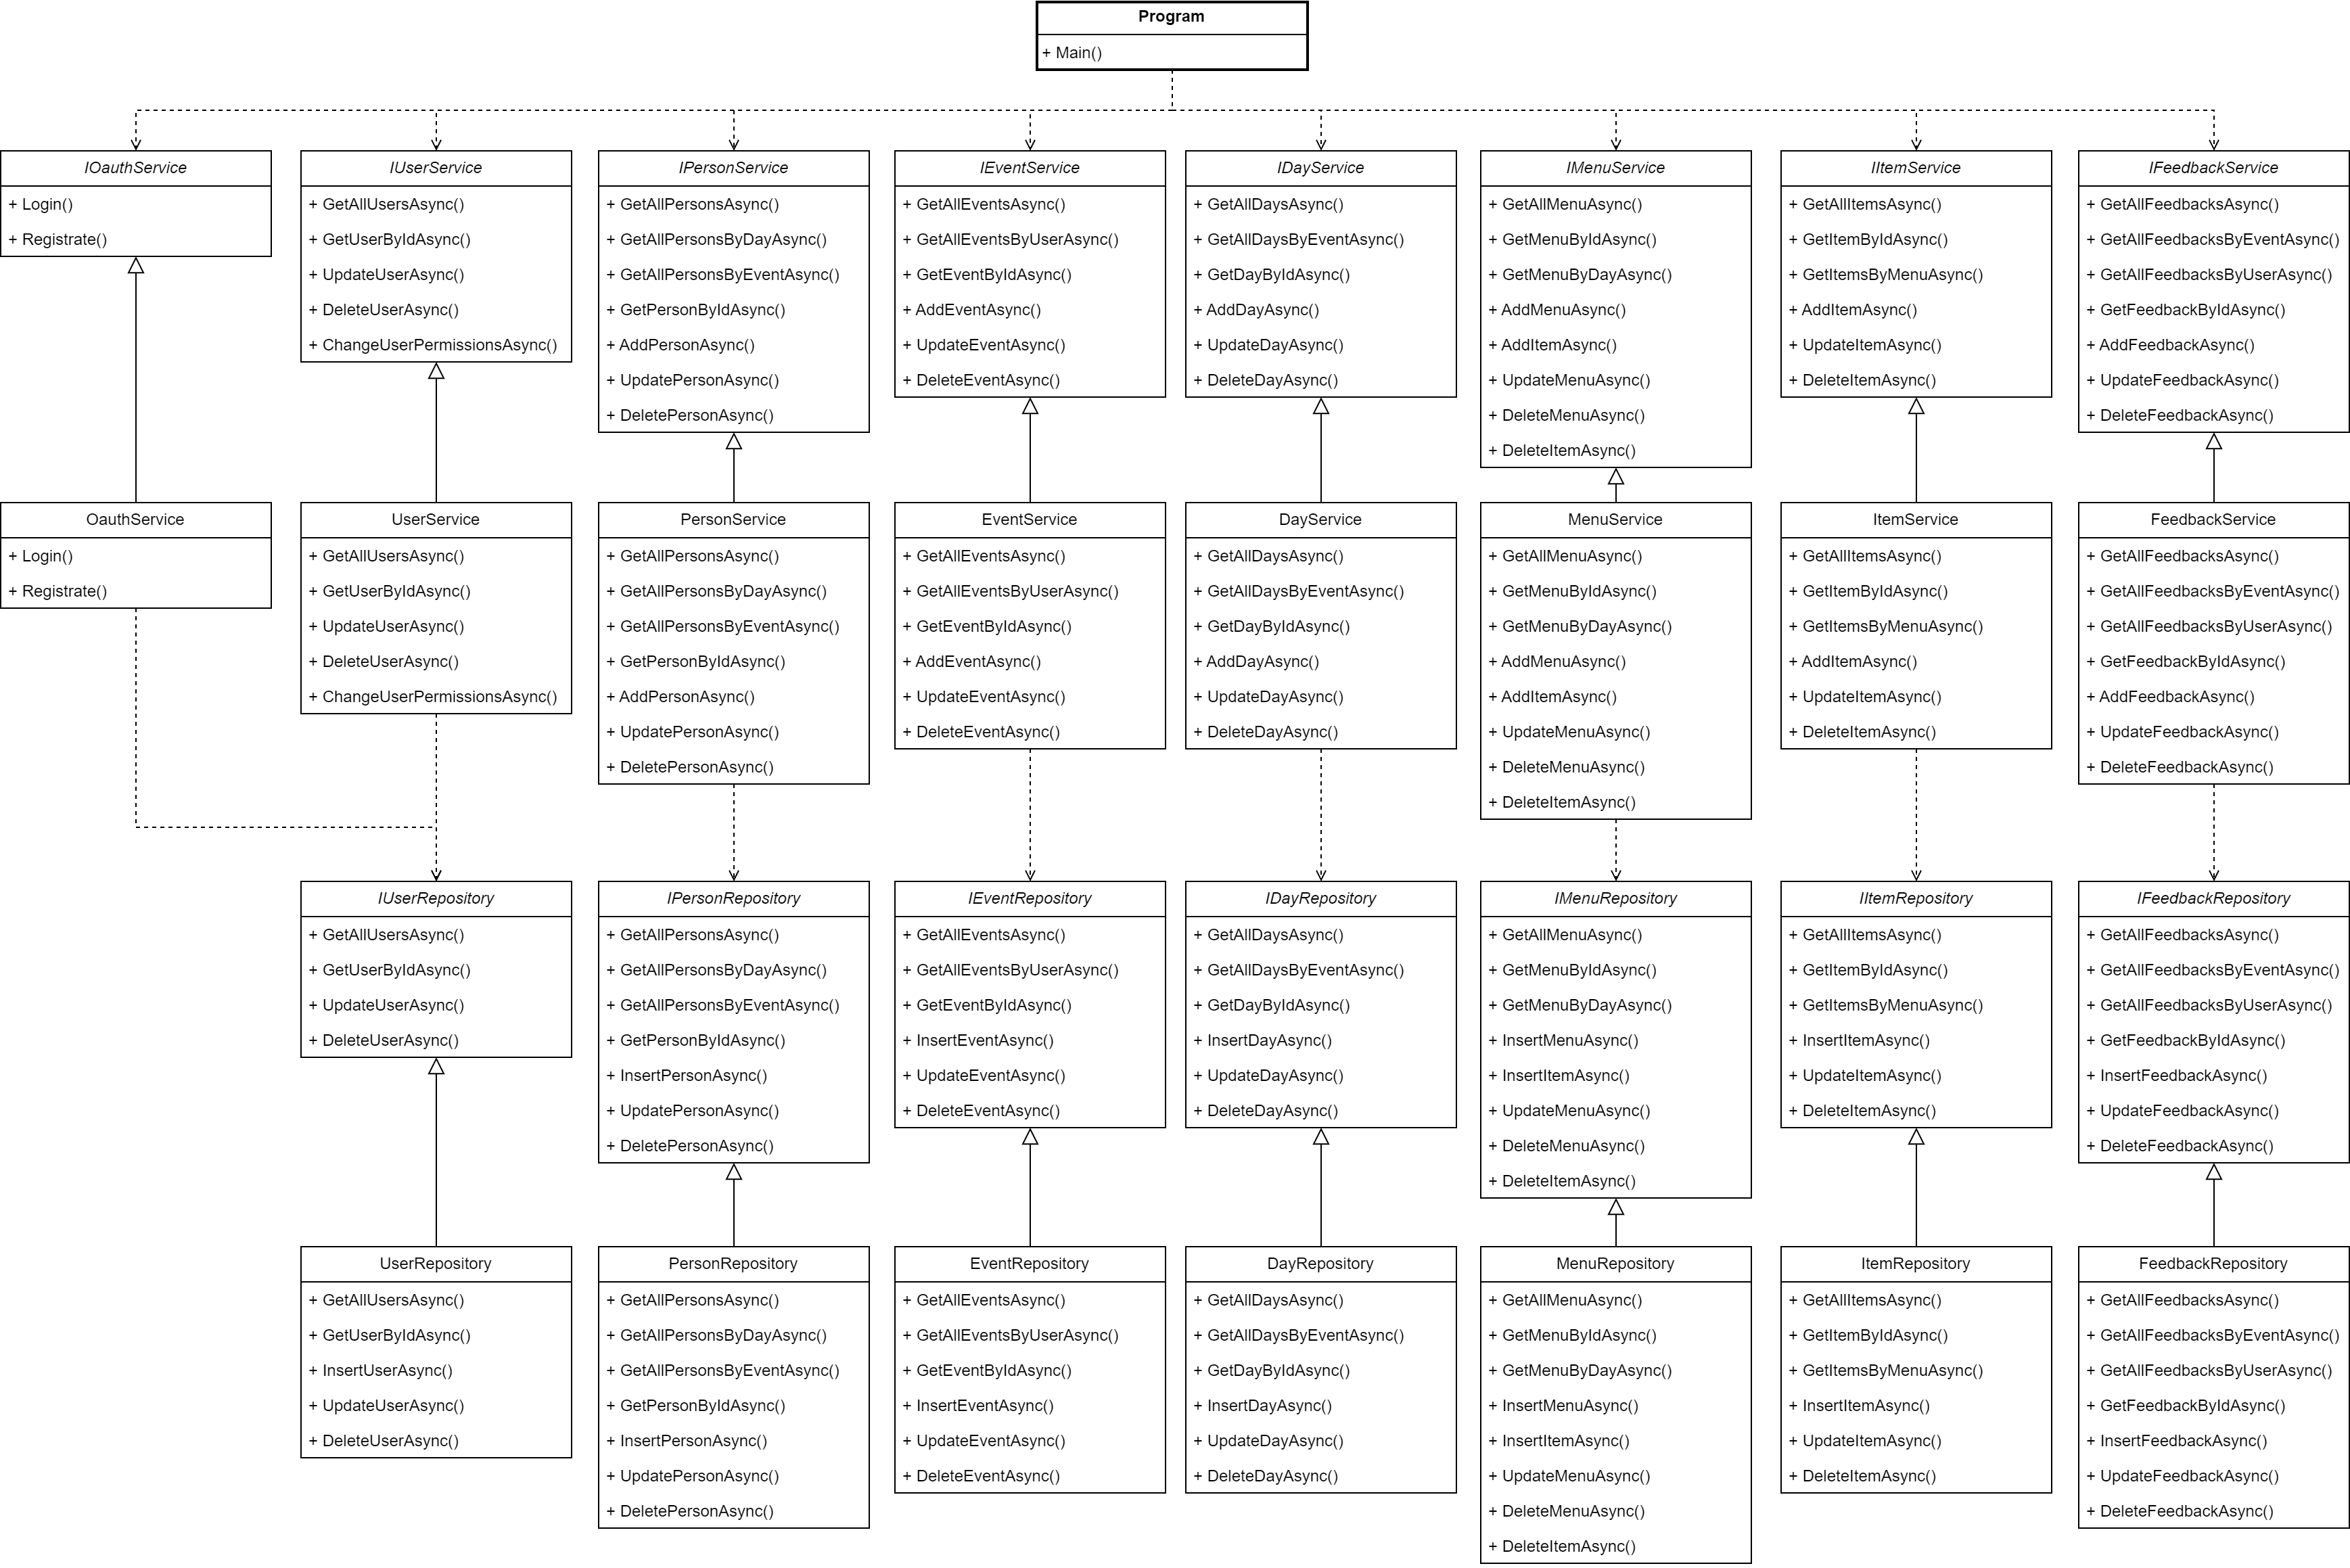 Program
+ Main()
IOauthService
+ Login()
+ Registrate()
IUserService
+ GetAllUsersAsync()
+ GetUserByIdAsync()
+ UpdateUserAsync()
+ DeleteUserAsync()
+ ChangeUserPermissionsAsync()
IPersonService
+ GetAllPersonsAsync()
+ GetAllPersonsByDayAsync()
+ GetAllPersonsByEventAsync()
+ GetPersonByIdAsync()
+ AddPersonAsync()
+ UpdatePersonAsync()
+ DeletePersonAsync()
IEventService
+ GetAllEventsAsync()
+ GetAllEventsByUserAsync()
+ GetEventByIdAsync()
+ AddEventAsync()
+ UpdateEventAsync()
+ DeleteEventAsync()
IDayService
+ GetAllDaysAsync()
+ GetAllDaysByEventAsync()
+ GetDayByIdAsync()
+ AddDayAsync()
+ UpdateDayAsync()
+ DeleteDayAsync()
IMenuService
+ GetAllMenuAsync()
+ GetMenuByIdAsync()
+ GetMenuByDayAsync()
+ AddMenuAsync()
+ AddItemAsync()
+ UpdateMenuAsync()
+ DeleteMenuAsync()
+ DeleteItemAsync()
IItemService
+ GetAllItemsAsync()
+ GetItemByIdAsync()
+ GetItemsByMenuAsync()
+ AddItemAsync()
+ UpdateItemAsync()
+ DeleteItemAsync()
IFeedbackService
+ GetAllFeedbacksAsync()
+ GetAllFeedbacksByEventAsync()
+ GetAllFeedbacksByUserAsync()
+ GetFeedbackByIdAsync()
+ AddFeedbackAsync()
+ UpdateFeedbackAsync()
+ DeleteFeedbackAsync()
OauthService
+ Login()
+ Registrate()
UserService
+ GetAllUsersAsync()
+ GetUserByIdAsync()
+ UpdateUserAsync()
+ DeleteUserAsync()
+ ChangeUserPermissionsAsync()
PersonService
+ GetAllPersonsAsync()
+ GetAllPersonsByDayAsync()
+ GetAllPersonsByEventAsync()
+ GetPersonByIdAsync()
+ AddPersonAsync()
+ UpdatePersonAsync()
+ DeletePersonAsync()
EventService
+ GetAllEventsAsync()
+ GetAllEventsByUserAsync()
+ GetEventByIdAsync()
+ AddEventAsync()
+ UpdateEventAsync()
+ DeleteEventAsync()
DayService
+ GetAllDaysAsync()
+ GetAllDaysByEventAsync()
+ GetDayByIdAsync()
+ AddDayAsync()
+ UpdateDayAsync()
+ DeleteDayAsync()
MenuService
+ GetAllMenuAsync()
+ GetMenuByIdAsync()
+ GetMenuByDayAsync()
+ AddMenuAsync()
+ AddItemAsync()
+ UpdateMenuAsync()
+ DeleteMenuAsync()
+ DeleteItemAsync()
ItemService
+ GetAllItemsAsync()
+ GetItemByIdAsync()
+ GetItemsByMenuAsync()
+ AddItemAsync()
+ UpdateItemAsync()
+ DeleteItemAsync()
FeedbackService
+ GetAllFeedbacksAsync()
+ GetAllFeedbacksByEventAsync()
+ GetAllFeedbacksByUserAsync()
+ GetFeedbackByIdAsync()
+ AddFeedbackAsync()
+ UpdateFeedbackAsync()
+ DeleteFeedbackAsync()
IUserRepository
+ GetAllUsersAsync()
+ GetUserByIdAsync()
+ UpdateUserAsync()
+ DeleteUserAsync()
IPersonRepository
+ GetAllPersonsAsync()
+ GetAllPersonsByDayAsync()
+ GetAllPersonsByEventAsync()
+ GetPersonByIdAsync()
+ InsertPersonAsync()
+ UpdatePersonAsync()
+ DeletePersonAsync()
IEventRepository
+ GetAllEventsAsync()
+ GetAllEventsByUserAsync()
+ GetEventByIdAsync()
+ InsertEventAsync()
+ UpdateEventAsync()
+ DeleteEventAsync()
IDayRepository
+ GetAllDaysAsync()
+ GetAllDaysByEventAsync()
+ GetDayByIdAsync()
+ InsertDayAsync()
+ UpdateDayAsync()
+ DeleteDayAsync()
IMenuRepository
+ GetAllMenuAsync()
+ GetMenuByIdAsync()
+ GetMenuByDayAsync()
+ InsertMenuAsync()
+ InsertItemAsync()
+ UpdateMenuAsync()
+ DeleteMenuAsync()
+ DeleteItemAsync()
IItemRepository
+ GetAllItemsAsync()
+ GetItemByIdAsync()
+ GetItemsByMenuAsync()
+ InsertItemAsync()
+ UpdateItemAsync()
+ DeleteItemAsync()
IFeedbackRepository
+ GetAllFeedbacksAsync()
+ GetAllFeedbacksByEventAsync()
+ GetAllFeedbacksByUserAsync()
+ GetFeedbackByIdAsync()
+ InsertFeedbackAsync()
+ UpdateFeedbackAsync()
+ DeleteFeedbackAsync()
UserRepository
+ GetAllUsersAsync()
+ GetUserByIdAsync()
+ InsertUserAsync()
+ UpdateUserAsync()
+ DeleteUserAsync()
PersonRepository
+ GetAllPersonsAsync()
+ GetAllPersonsByDayAsync()
+ GetAllPersonsByEventAsync()
+ GetPersonByIdAsync()
+ InsertPersonAsync()
+ UpdatePersonAsync()
+ DeletePersonAsync()
EventRepository
+ GetAllEventsAsync()
+ GetAllEventsByUserAsync()
+ GetEventByIdAsync()
+ InsertEventAsync()
+ UpdateEventAsync()
+ DeleteEventAsync()
DayRepository
+ GetAllDaysAsync()
+ GetAllDaysByEventAsync()
+ GetDayByIdAsync()
+ InsertDayAsync()
+ UpdateDayAsync()
+ DeleteDayAsync()
MenuRepository
+ GetAllMenuAsync()
+ GetMenuByIdAsync()
+ GetMenuByDayAsync()
+ InsertMenuAsync()
+ InsertItemAsync()
+ UpdateMenuAsync()
+ DeleteMenuAsync()
+ DeleteItemAsync()
ItemRepository
+ GetAllItemsAsync()
+ GetItemByIdAsync()
+ GetItemsByMenuAsync()
+ InsertItemAsync()
+ UpdateItemAsync()
+ DeleteItemAsync()
FeedbackRepository
+ GetAllFeedbacksAsync()
+ GetAllFeedbacksByEventAsync()
+ GetAllFeedbacksByUserAsync()
+ GetFeedbackByIdAsync()
+ InsertFeedbackAsync()
+ UpdateFeedbackAsync()
+ DeleteFeedbackAsync()